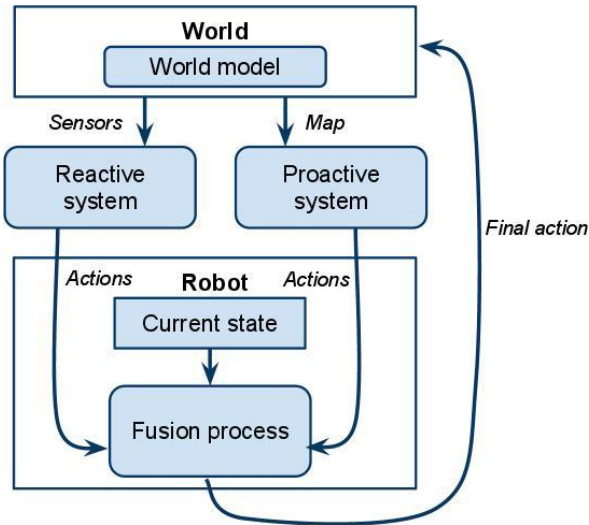 World
World model
Sensors
Map
Reactive
system
Proactive
system
Final action
Actions
Robot
Actions
Current state
Fusion process